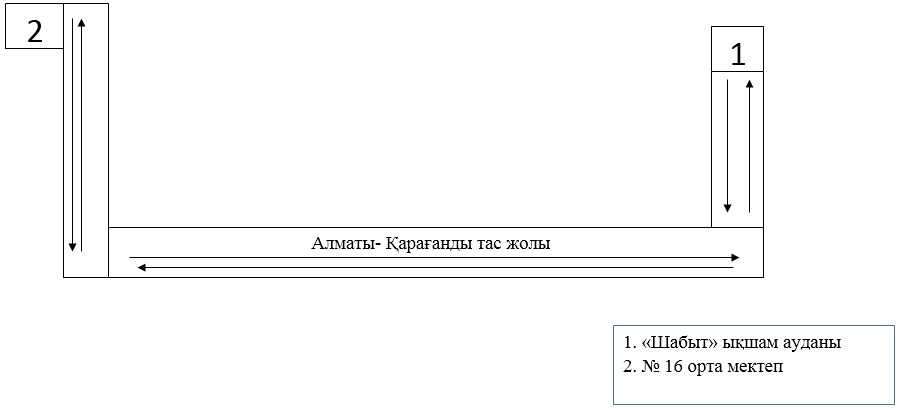 2
1
Алматы- Қарағанды тас жолы
1. «Шабыт» ықшам ауданы
2. № 16 орта мектеп